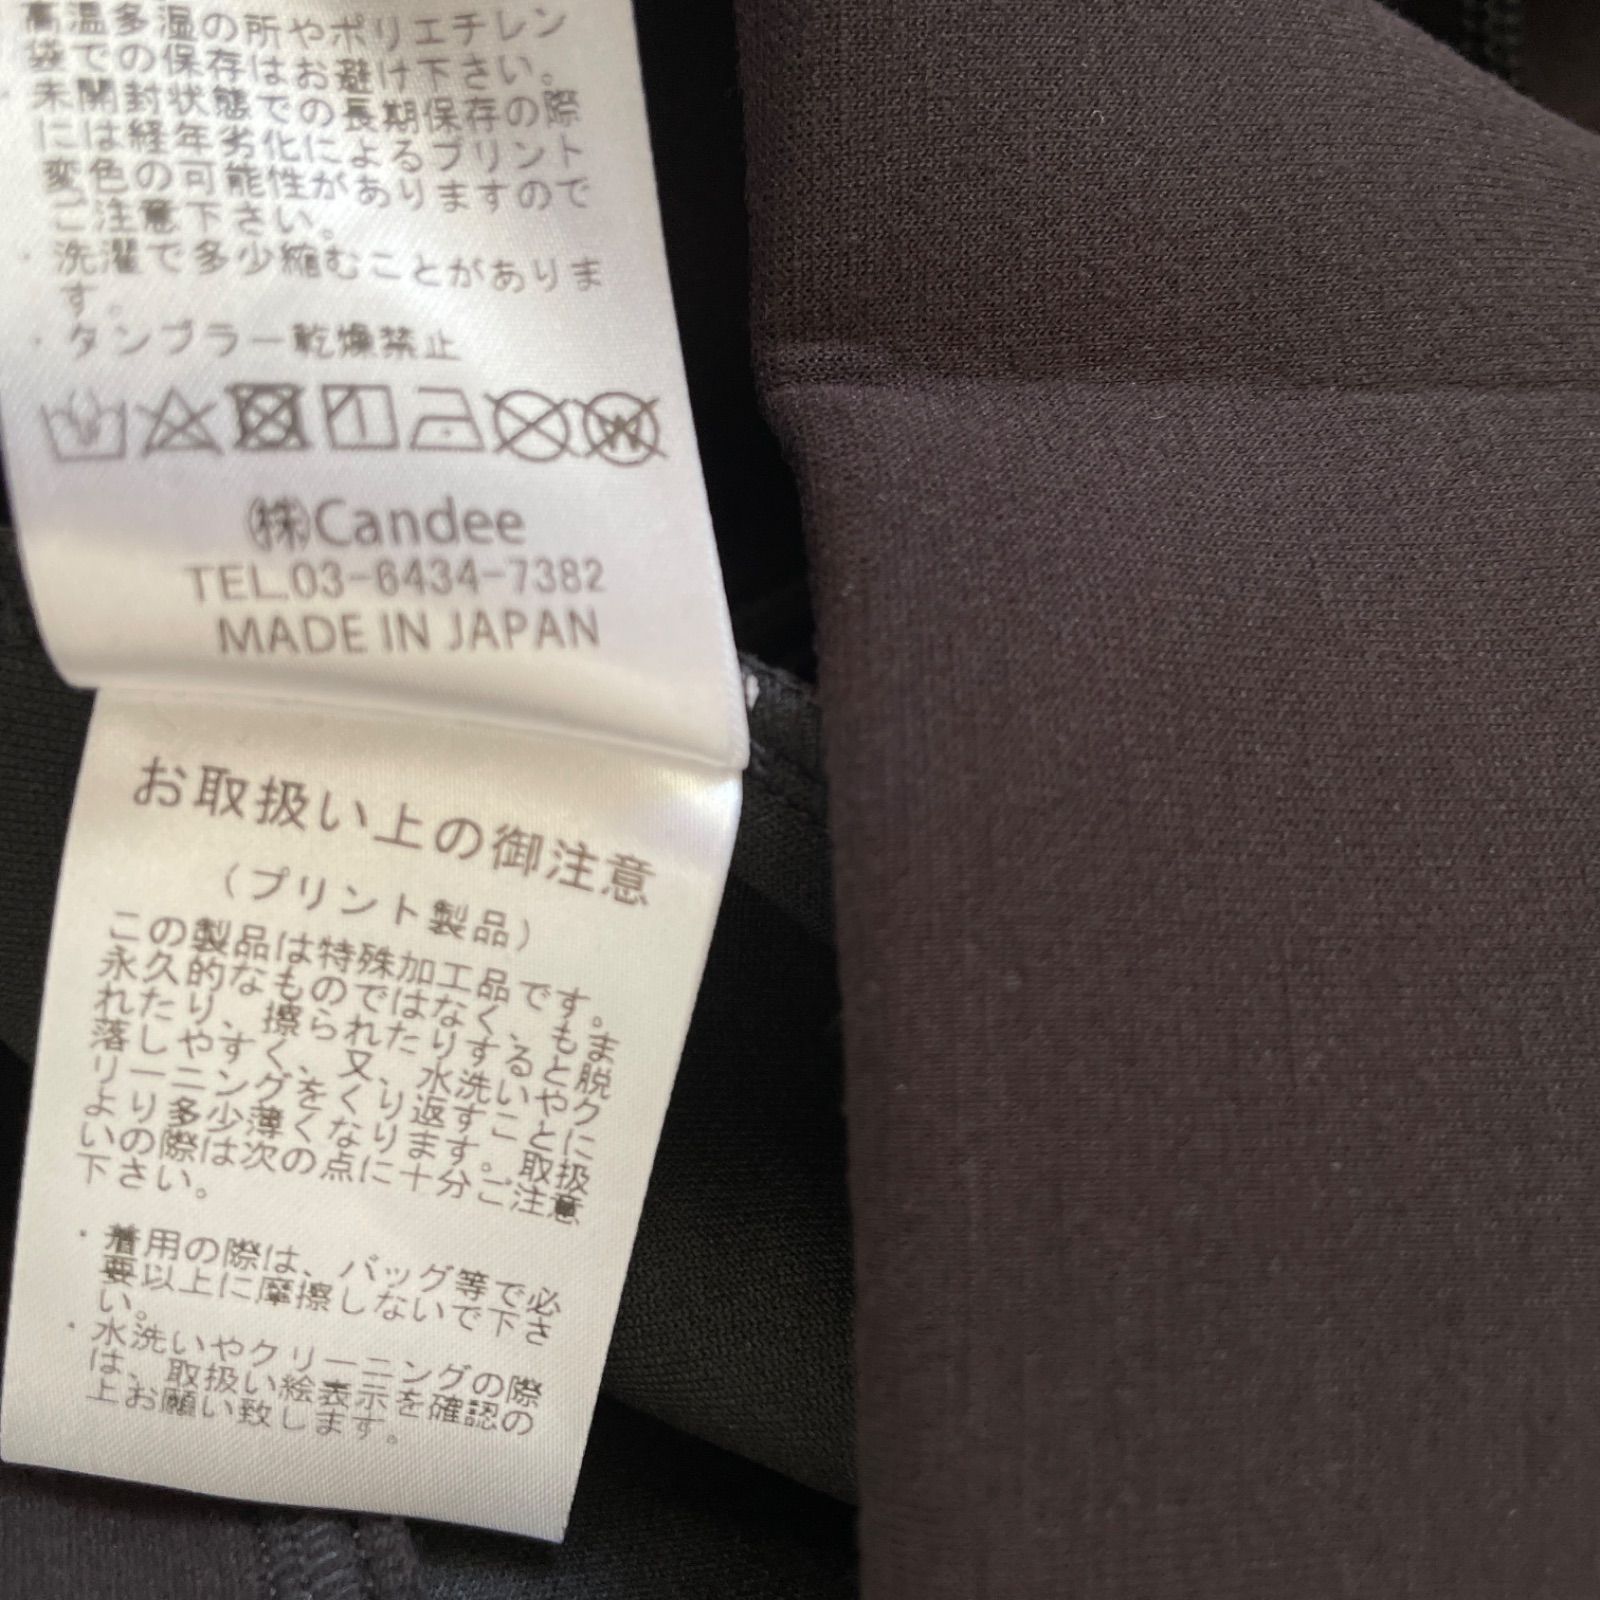 高温多湿の所やポリエチレン
袋での保存はお避け下さい。
未開封状態での長期保存の際
には経年劣化によるプリント
変色の可能性がありますので
ご注意下さい。
・洗濯で多少縮むことがありま
す。
・タンブラー乾燥禁止
W
㈱Candee
TEL.03-6434-7382
MADE IN JAPAN
お取扱い上の御注意
(プリント製品)
この製品は特殊加工品です。
永久的なものではなく、もま
れたり、擦られたりすると脱
落しやすく、又、水洗いやク
リーニングをくり返すことに
より多少薄くなります。取扱
いの際は次の点に十分ご注意
下さい。
・着用の際は、バッグ等で必
要以上に摩擦しないで下さ
い。
・水洗いやクリーニングの際
は、取扱い絵表示を確認の
上お願い致します。